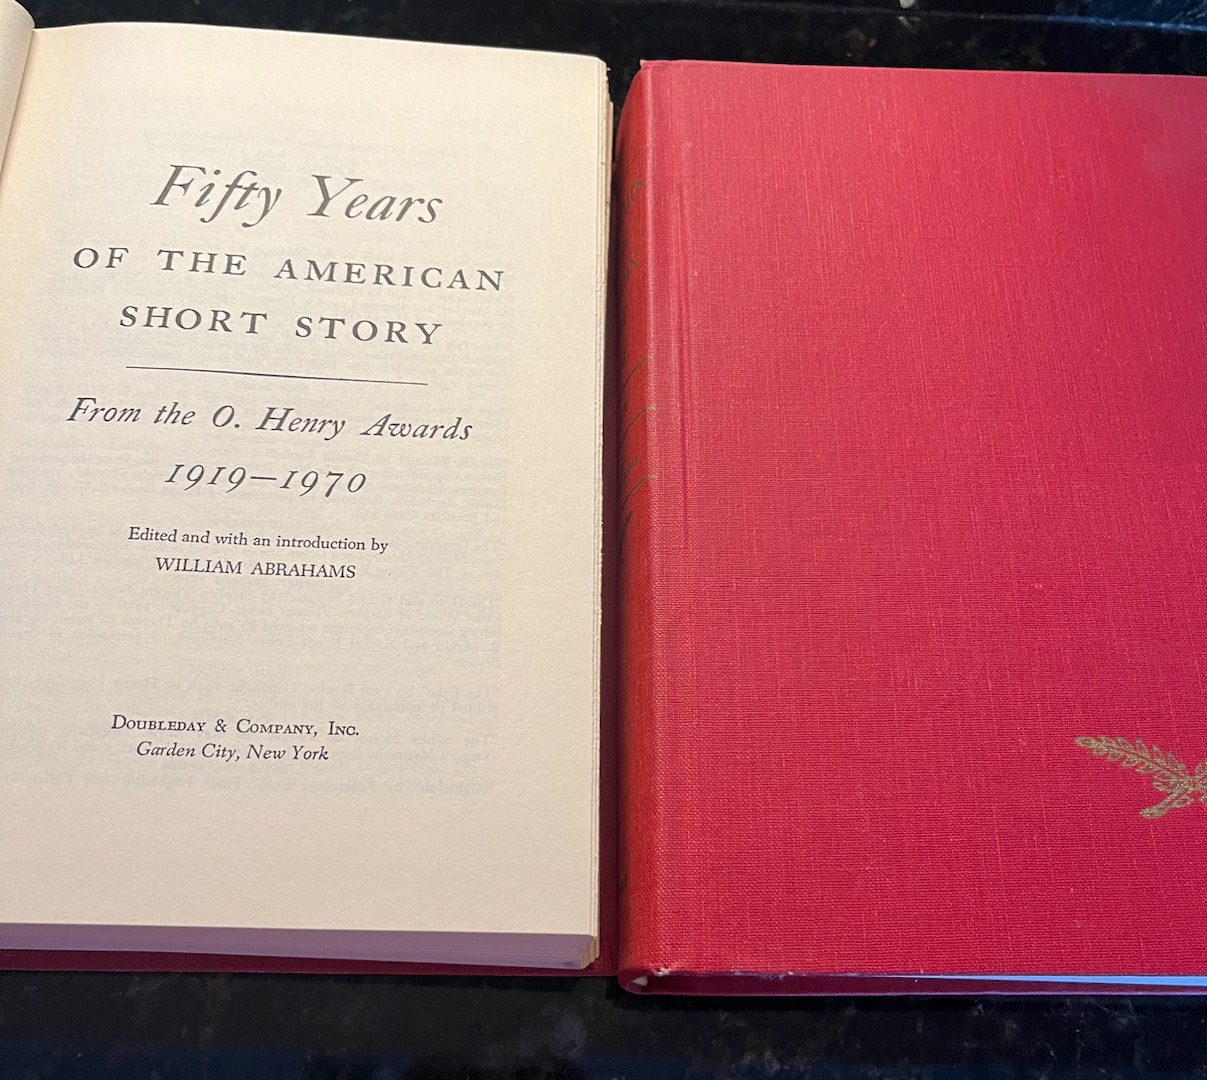 Fifty Years
OF THE AMERICAN
SHORT STORY
From the O. Henry Awards
1919–1970
Edited and with an introduction by
WILLIAM ABRAHAMS
DOUBLEDAY & COMPANY, INC.
Garden City, New York